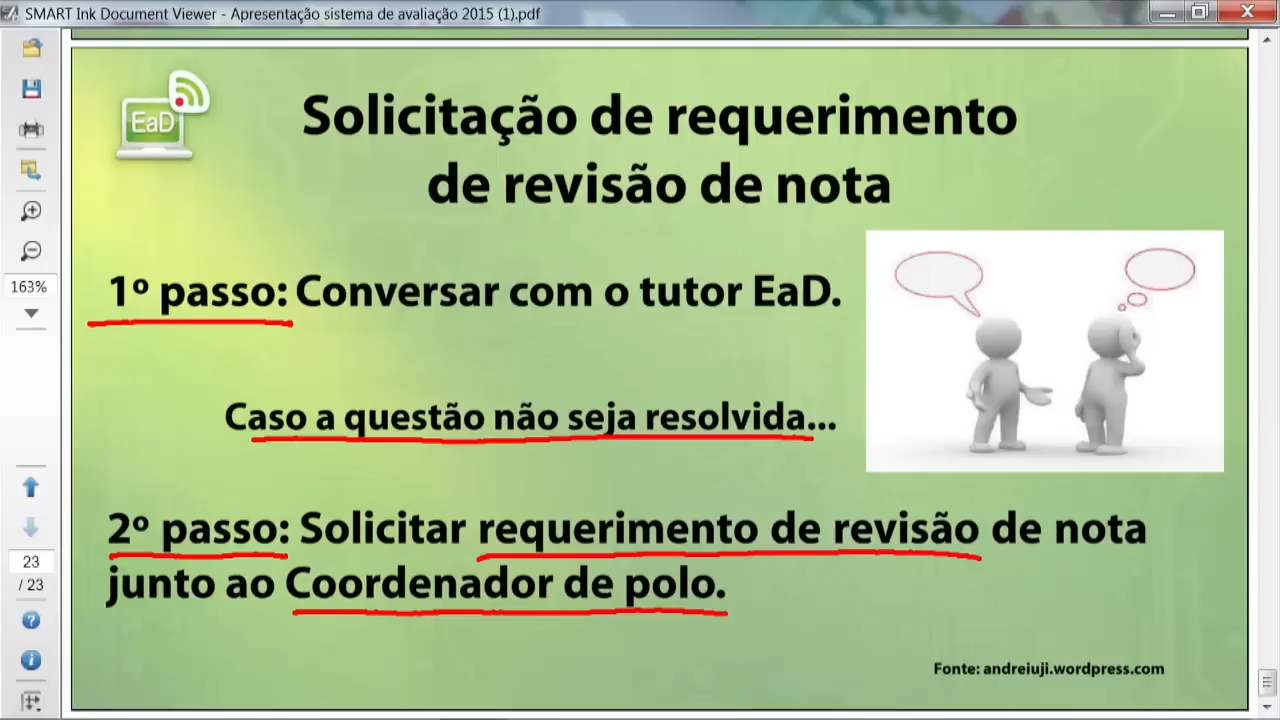 SMART Ink Document Viewer - Apresentação sistema de avaliação 2015 (1).pdf
EaD
Solicitação de requerimento
de revisão de nota
1º passo: Conversar com o tutor EaD.
Caso a questão não seja resolvida...
2º passo: Solicitar requerimento de revisão de nota
junto ao Coordenador de polo.
Fonte: andreiuji.wordpress.com
163%
23
/ 23